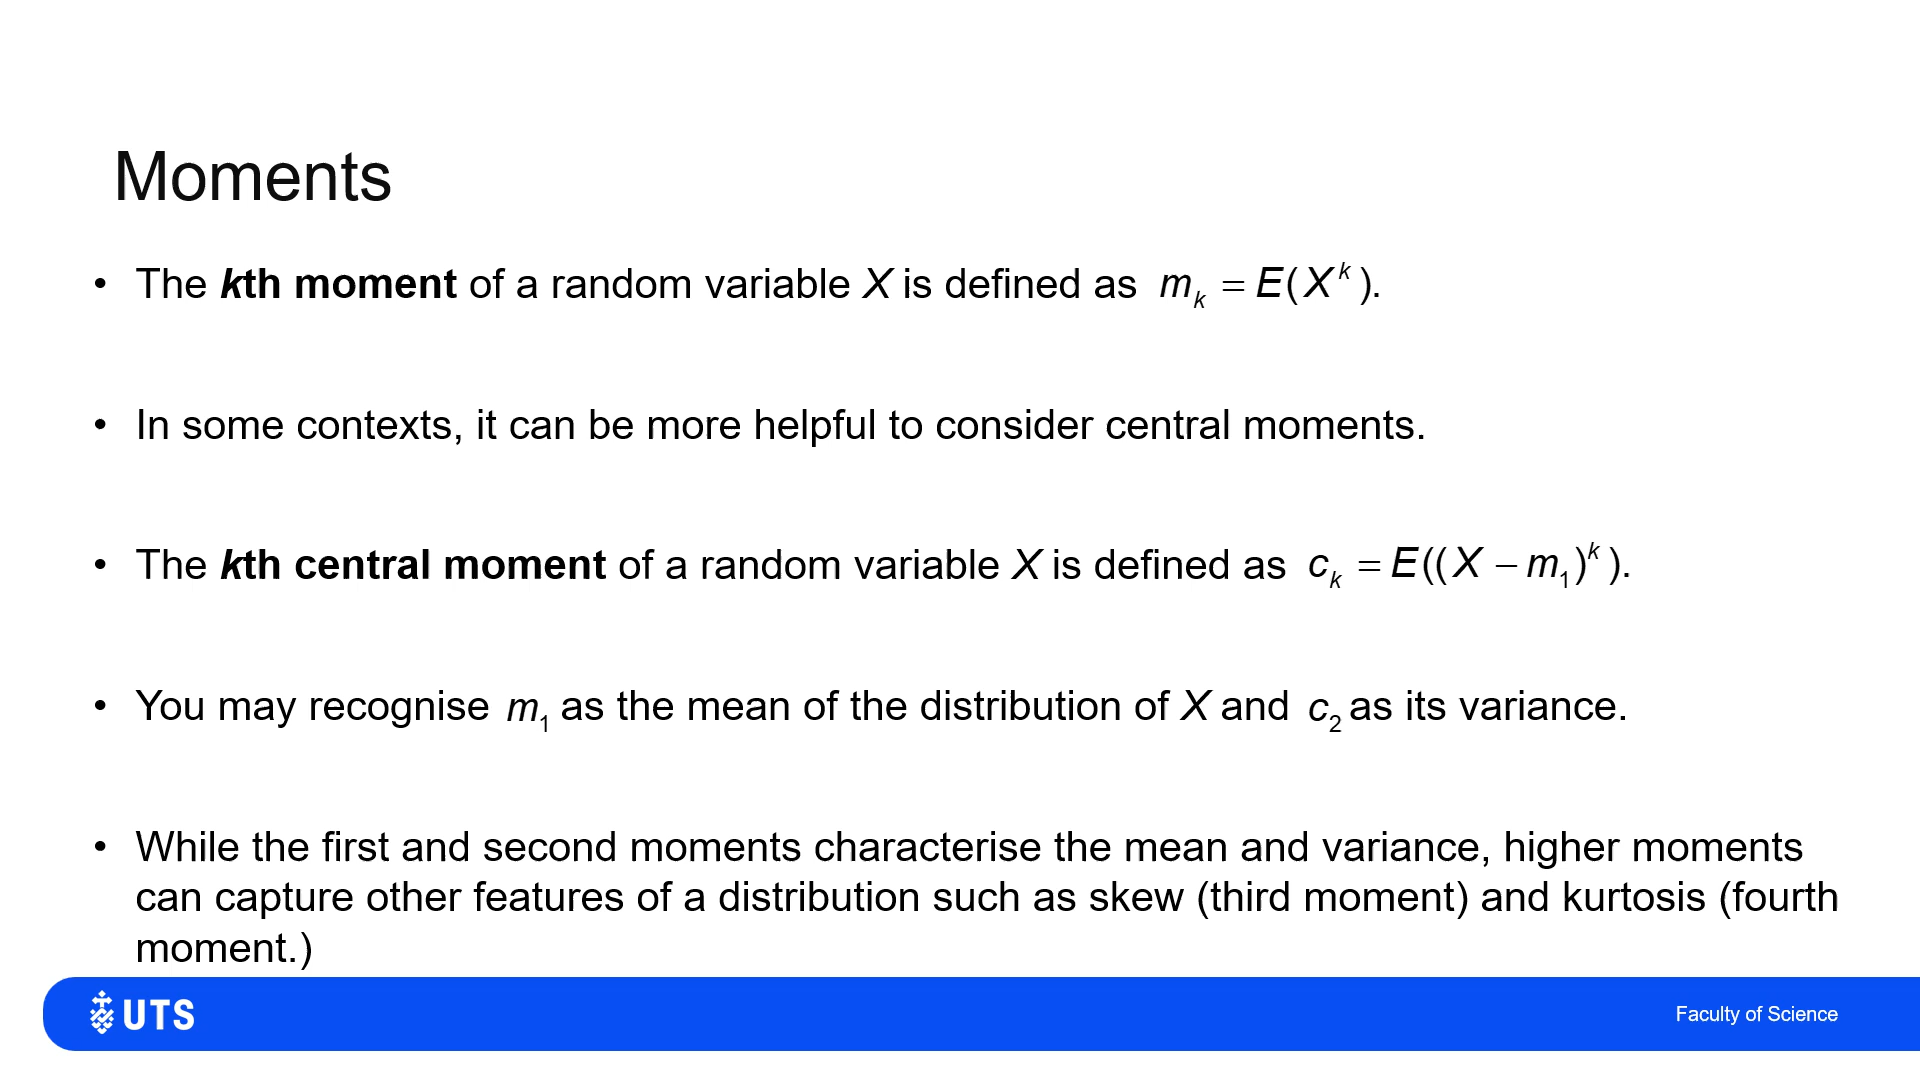 Moments
• The kth moment of a random variable X is defined as m_k = E(X^k).
• In some contexts, it can be more helpful to consider central moments.
• The kth central moment of a random variable X is defined as c_k = E((X − m_1)^k).
• You may recognise m_1 as the mean of the distribution of X and c_2 as its variance.
• While the first and second moments characterise the mean and variance, higher moments
can capture other features of a distribution such as skew (third moment) and kurtosis (fourth
moment.)
UTS
Faculty of Science